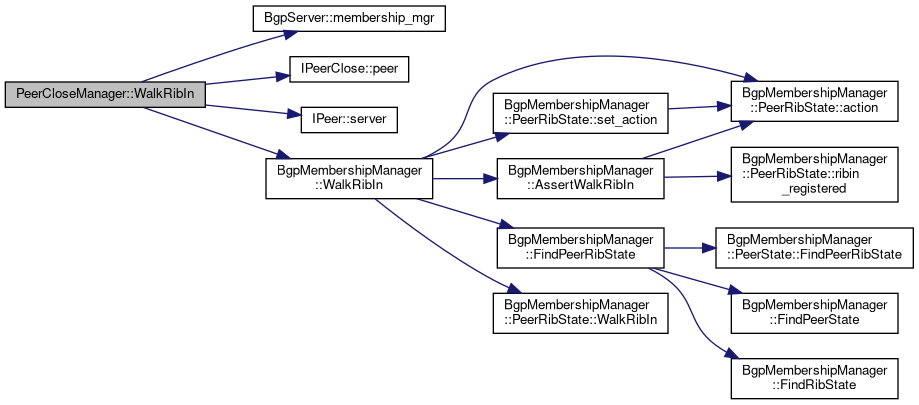 PeerCloseManager::WalkRibIn
BgpServer::membership_mgr
IPeerClose::peer
IPeer::server
BgpMembershipManager
::WalkRibIn
BgpMembershipManager
::PeerRibState::set_action
BgpMembershipManager
::AssertWalkRibIn
BgpMembershipManager
::FindPeerRibState
BgpMembershipManager
::PeerRibState::WalkRibIn
BgpMembershipManager
::PeerRibState::action
BgpMembershipManager
::PeerRibState::ribin
_registered
BgpMembershipManager
::PeerState::FindPeerRibState
BgpMembershipManager
::FindPeerState
BgpMembershipManager
::FindRibState